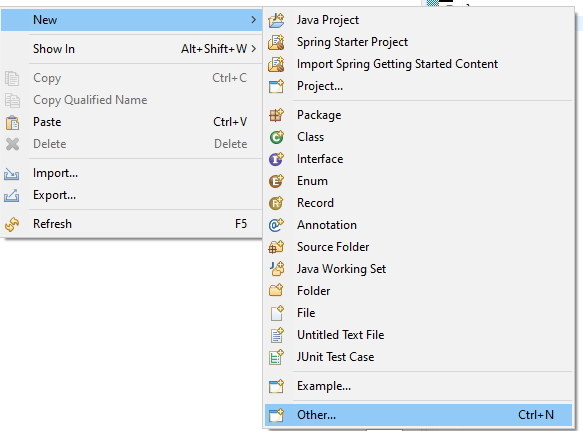 New
Show In Alt+Shift+W
Copy Ctrl+C
Copy Qualified Name
Paste Ctrl+V
Delete Delete
Import...
Export...
Refresh F5
Java Project
Spring Starter Project
Import Spring Getting Started Content
Project...
Package
Class
Interface
Enum
Record
Annotation
Source Folder
Java Working Set
Folder
File
Untitled Text File
JUnit Test Case
Example...
Other... Ctrl+N